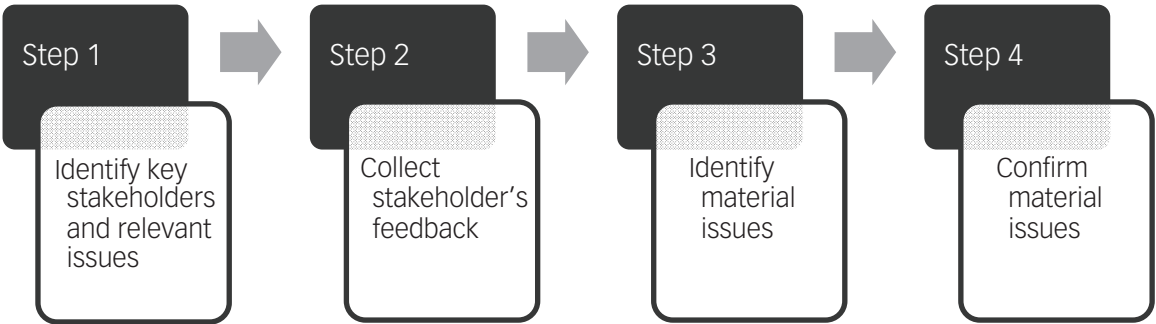 Step 1
Identify key
stakeholders
and relevant
issues
Step 2
Collect
stakeholder's
feedback
Step 3
Identify
material
issues
Step 4
Confirm
material
issues